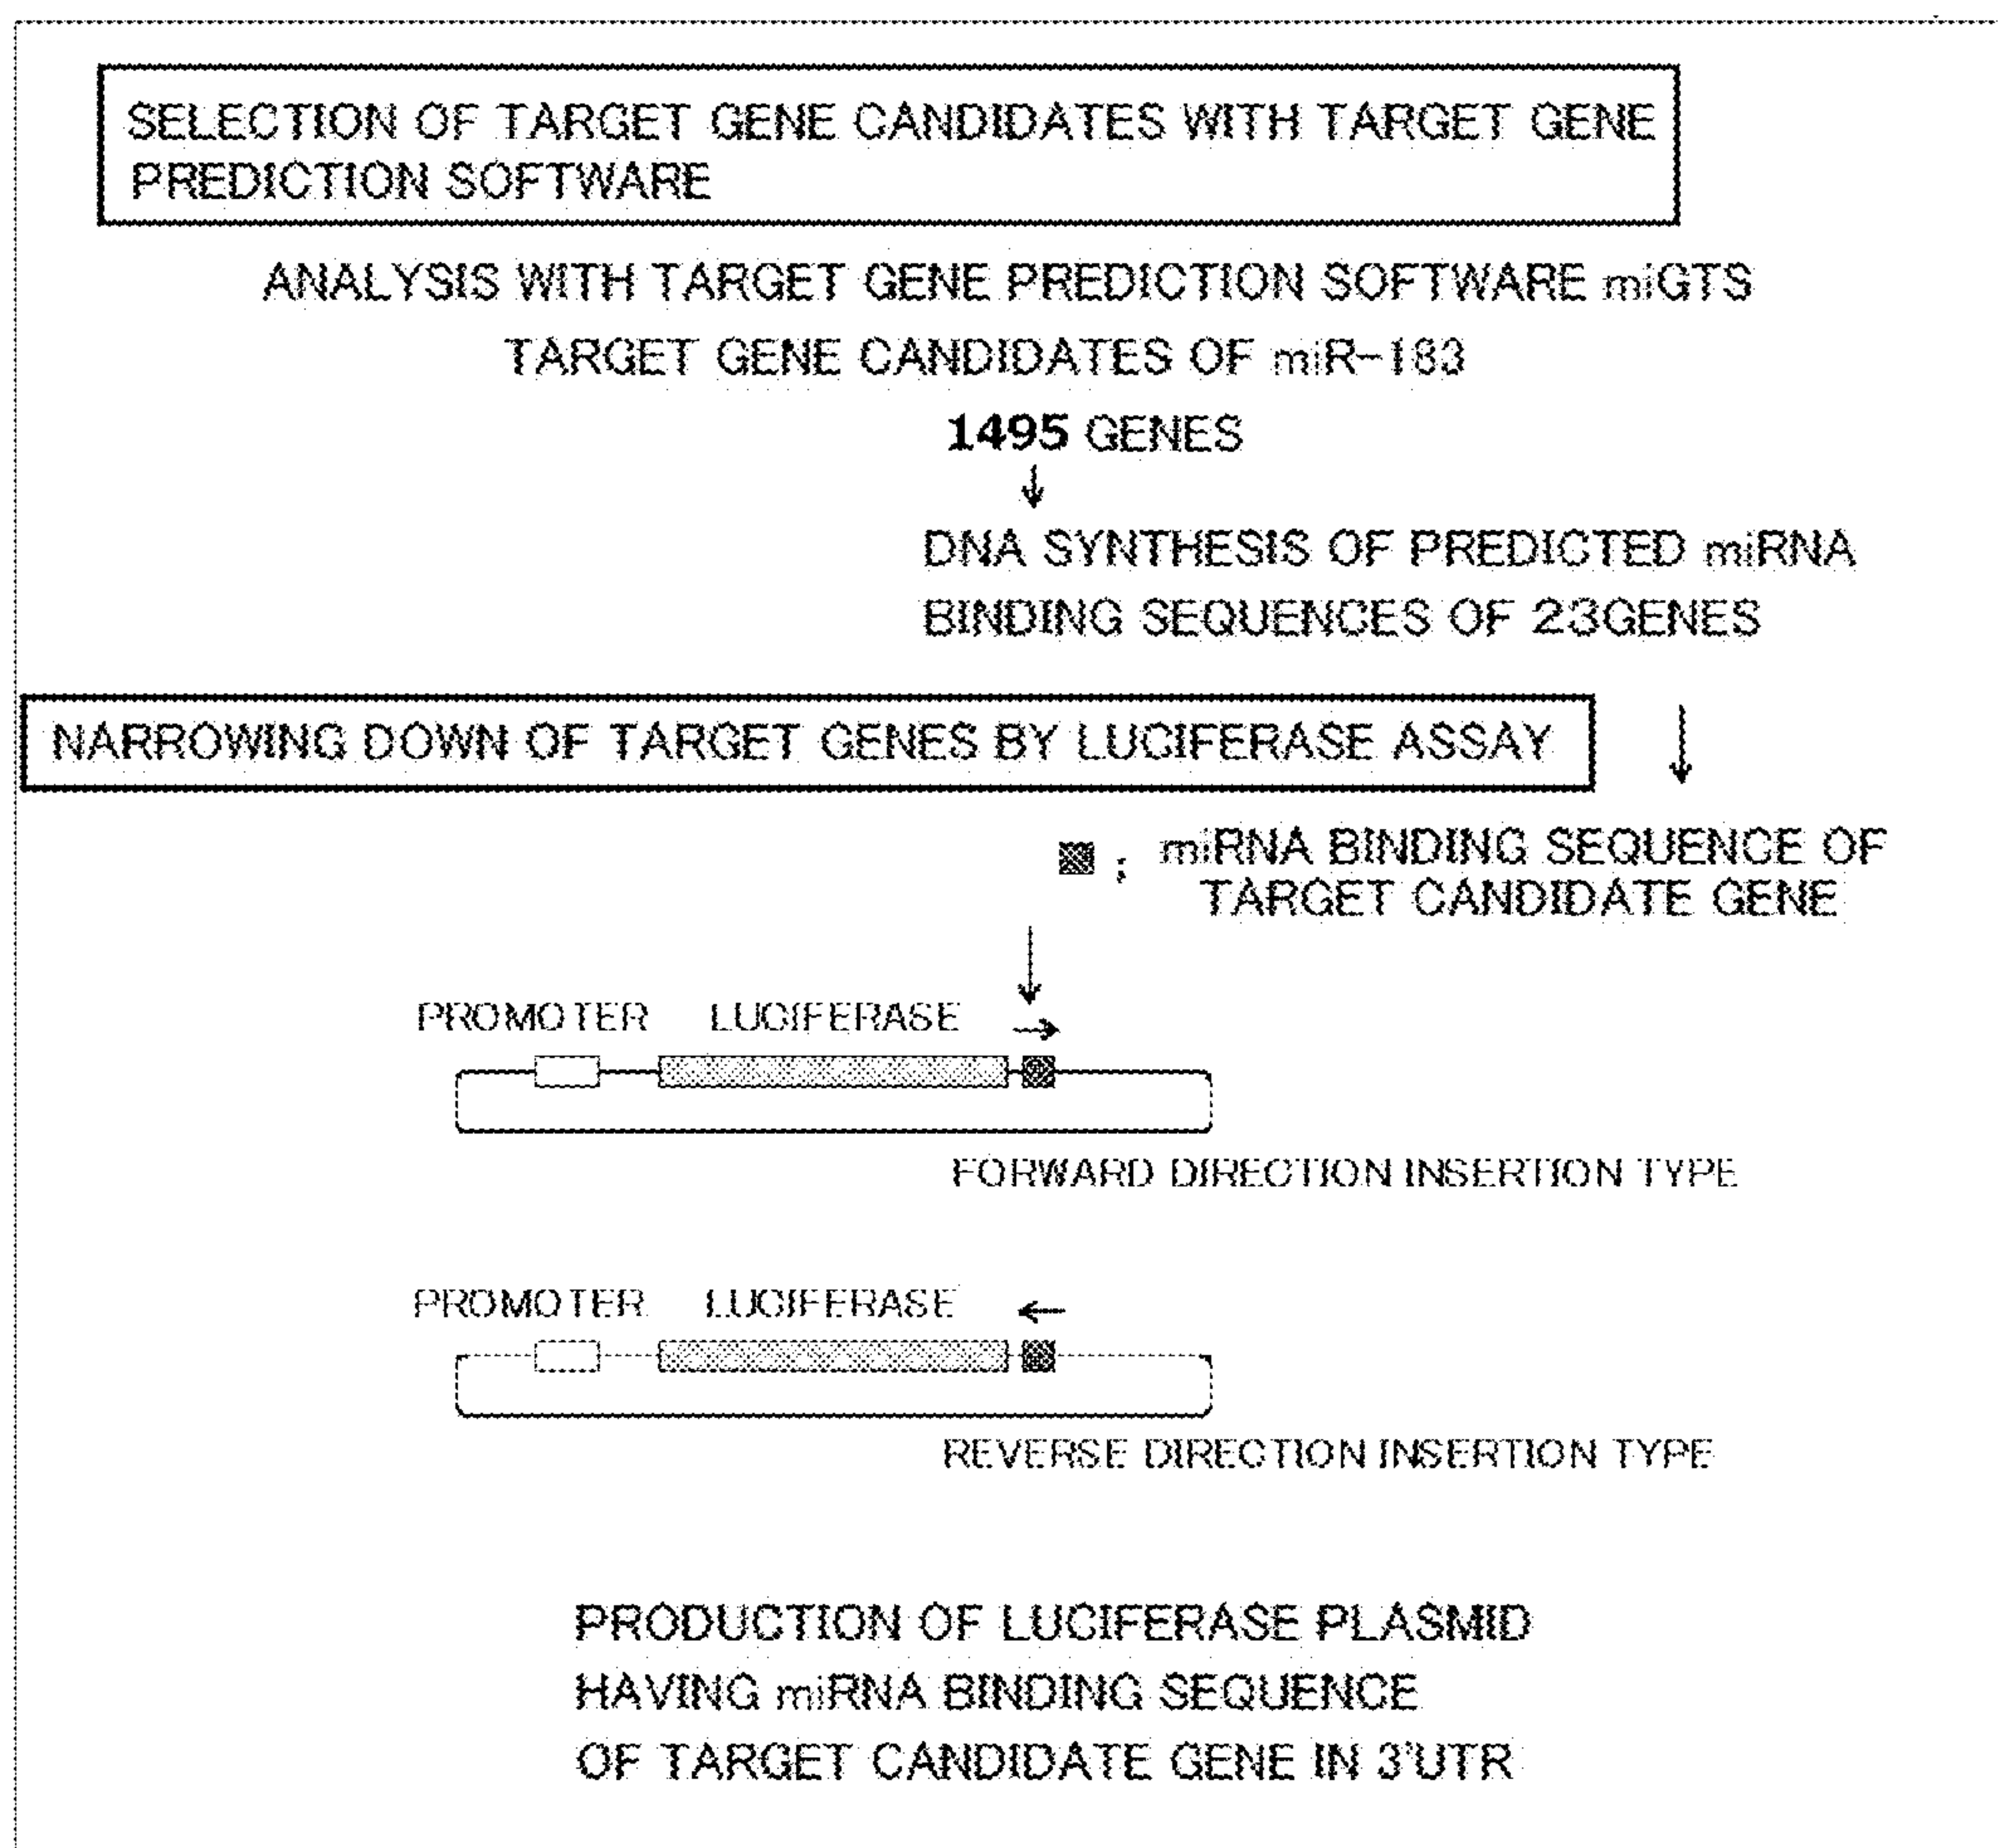 SELECTION OF TARGET GENE CANDIDATES WITH TARGET GENE
PREDICTION SOFTWARE
ANALYSIS WITH TARGET GENE PREDICTION SOFTWARE miGTS
TARGET GENE CANDIDATES OF miR-183
1495 GENES
DNA SYNTHESIS OF PREDICTED miRNA
BINDING SEQUENCES OF 23GENES
NARROWING DOWN OF TARGET GENES BY LUCIFERASE ASSAY
; miRNA BINDING SEQUENCE OF
TARGET CANDIDATE GENE
PROMOTER LUCIFERASE
FORWARD DIRECTION INSERTION TYPE
PROMOTER LUCIFERASE
REVERSE DIRECTION INSERTION TYPE
PRODUCTION OF LUCIFERASE PLASMID
HAVING miRNA BINDING SEQUENCE
OF TARGET CANDIDATE GENE IN 3'UTR